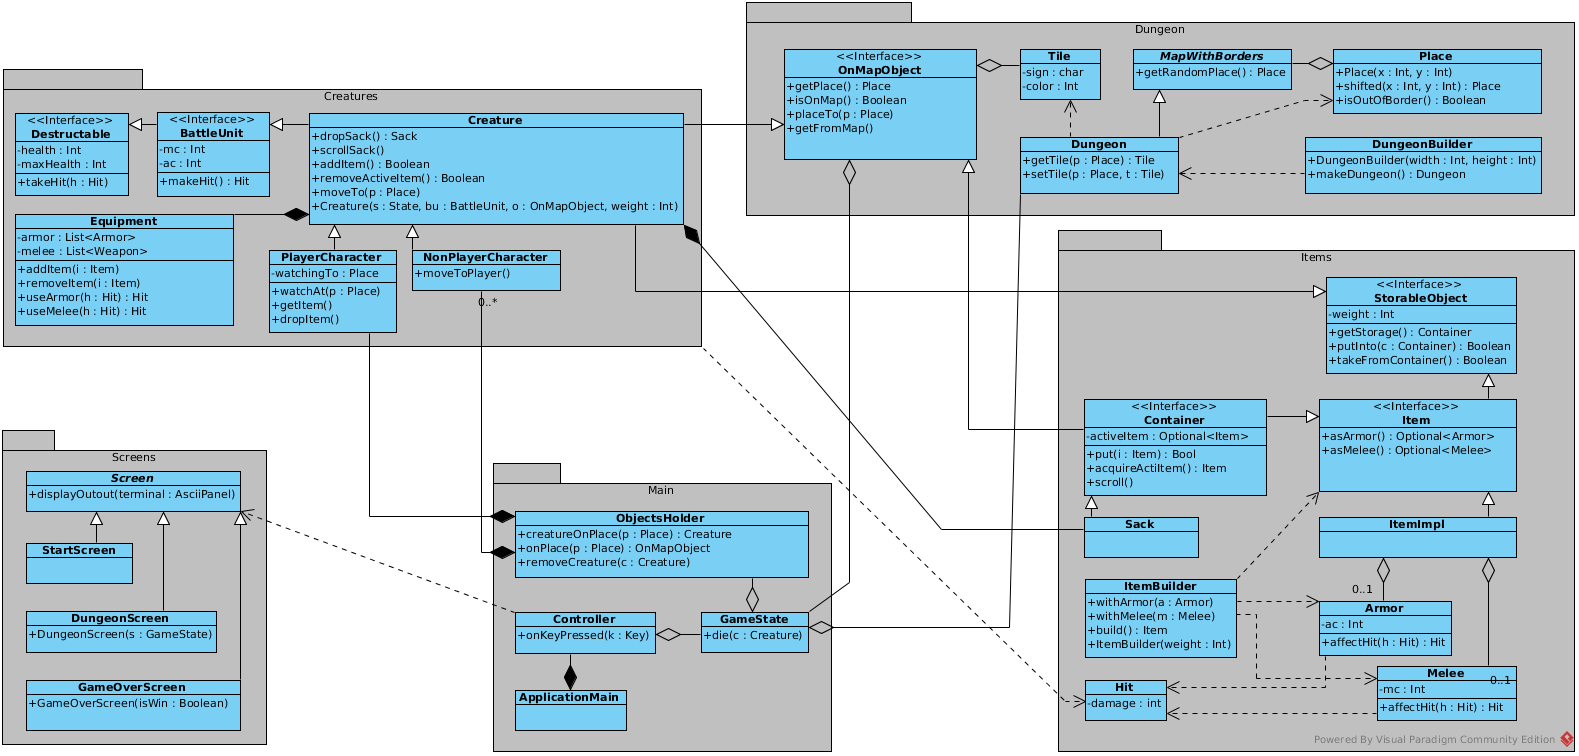 Creatures
<<Interface>>
Destructable
-health : Int
-maxHealth : Int
+takeHit(h : Hit)
<<Interface>>
BattleUnit
-mc : Int
-ac : Int
+makeHit() : Hit
Creature
+dropSack() : Sack
+scrollSack()
+addItem() : Boolean
+removeActiveItem() : Boolean
+moveTo(p : Place)
+Creature(s : State, bu : BattleUnit, o : OnMapObject, weight : Int)
Equipment
-armor : List<Armor>
-melee : List<Weapon>
+addItem(i : Item)
+removeItem(i : Item)
+useArmor(h : Hit) : Hit
+useMelee(h : Hit) : Hit
PlayerCharacter
-watchingTo : Place
+watchAt(p : Place)
+getItem()
+dropItem()
NonPlayerCharacter
+moveToPlayer()
0..*
Dungeon
<<Interface>>
OnMapObject
+getPlace() : Place
+isOnMap() : Boolean
+placeTo(p : Place)
+getFromMap()
Tile
-sign : char
-color : Int
MapWithBorders
+getRandomPlace() : Place
Place
+Place(x : Int, y : Int)
+shifted(x : Int, y : Int) : Place
+isOutOfBorder() : Boolean
Dungeon
+getTile(p : Place) : Tile
+setTile(p : Place, t : Tile)
DungeonBuilder
+DungeonBuilder(width : Int, height : Int)
+makeDungeon() : Dungeon
Items
<<Interface>>
StorableObject
-weight : Int
+getStorage() : Container
+putInto(c : Container) : Boolean
+takeFromContainer() : Boolean
<<Interface>>
Container
-activeItem : Optional<Item>
+put(i : Item) : Bool
+acquireActiItem() : Item
+scroll()
<<Interface>>
Item
+asArmor() : Optional<Armor>
+asMelee() : Optional<Melee>
Sack
ItemImpl
ItemBuilder
+withArmor(a : Armor)
+withMelee(m : Melee)
+build() : Item
+ItemBuilder(weight : Int)
0..1
Armor
-ac : Int
+affectHit(h : Hit) : Hit
Hit
-damage : int
Melee
0..1
-mc : Int
+affectHit(h : Hit) : Hit
Screens
Screen
+displayOutout(terminal : AsciiPanel)
StartScreen
DungeonScreen
+DungeonScreen(s : GameState)
GameOverScreen
+GameOverScreen(isWin : Boolean)
Main
ObjectsHolder
+creatureOnPlace(p : Place) : Creature
+onPlace(p : Place) : OnMapObject
+removeCreature(c : Creature)
Controller
+onKeyPressed(k : Key)
GameState
+die(c : Creature)
ApplicationMain
Powered By Visual Paradigm Community Edition